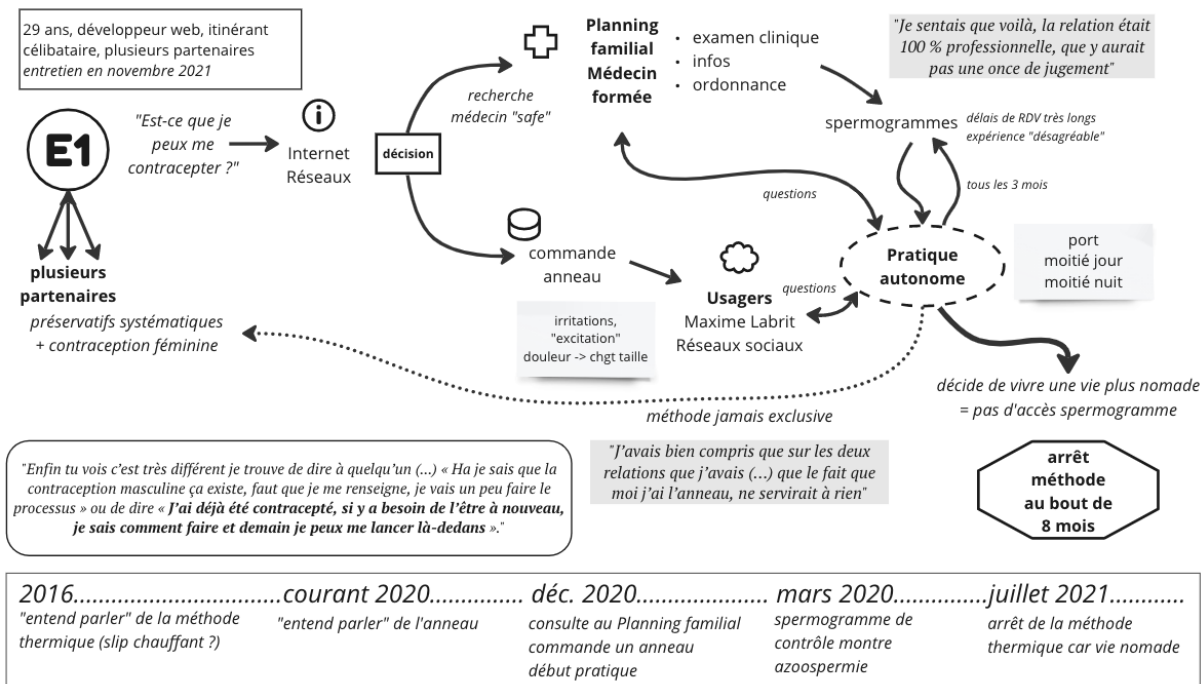 29 ans, développeur web, itinérant
célibataire, plusieurs partenaires
entretien en novembre 2021
E1
"Est-ce que je
peux me
contracepter ?"
Internet
Réseaux
décision
recherche
médecin "safe"
Planning
familial
Médecin
formée
• examen clinique
• infos
• ordonnance
"Je sentais que voilà, la relation était
100 % professionnelle, que y aurait
pas une once de jugement"
spermogrammes
délais de RDV très longs
expérience "désagréable"
tous les 3 mois
questions
commande
anneau
irritations,
"excitation"
douleur -> chgt taille
Usagers
Maxime Labrit
Réseaux sociaux
questions
Pratique
autonome
port
moitié jour
moitié nuit
plusieurs
partenaires
préservatifs systématiques
+ contraception féminine
méthode jamais exclusive
décide de vivre une vie plus nomade
= pas d'accès spermogramme
"J'avais bien compris que sur les deux
relations que j'avais (...) que le fait que
moi j'ai l'anneau, ne servirait à rien"
arrêt
méthode
au bout de
8 mois
"Enfin tu vois c'est très différent je trouve de dire à quelqu'un (...) « Ha je sais que la
contraception masculine ça existe, faut que je me renseigne, je vais un peu faire le
processus » ou de dire « J'ai déjà été contracepté, si y a besoin de l'être à nouveau,
je sais comment faire et demain je peux me lancer là-dedans »."
2016..............................courant 2020.............. déc. 2020.................... mars 2020...............juillet 2021...........
"entend parler" de la méthode
thermique (slip chauffant ?)
"entend parler" de l'anneau
consulte au Planning familial
commande un anneau
début pratique
spermogramme de
contrôle montre
azoospermie
arrêt de la méthode
thermique car vie nomade